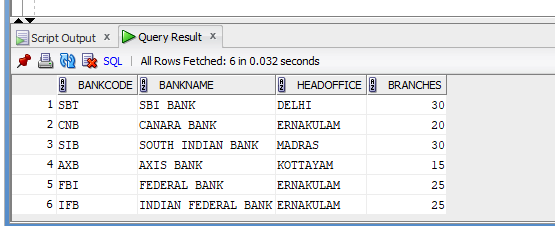 Script Output x Query Result x
SQL | All Rows Fetched: 6 in 0.032 seconds
BANKCODE BANKNAME HEADOFFICE BRANCHES
1 SBT SBI BANK DELHI 30
2 CNB CANARA BANK ERNAKULAM 20
3 SIB SOUTH INDIAN BANK MADRAS 30
4 AXB AXIS BANK KOTTAYAM 15
5 FBI FEDERAL BANK ERNAKULAM 25
6 IFB INDIAN FEDERAL BANK ERNAKULAM 25